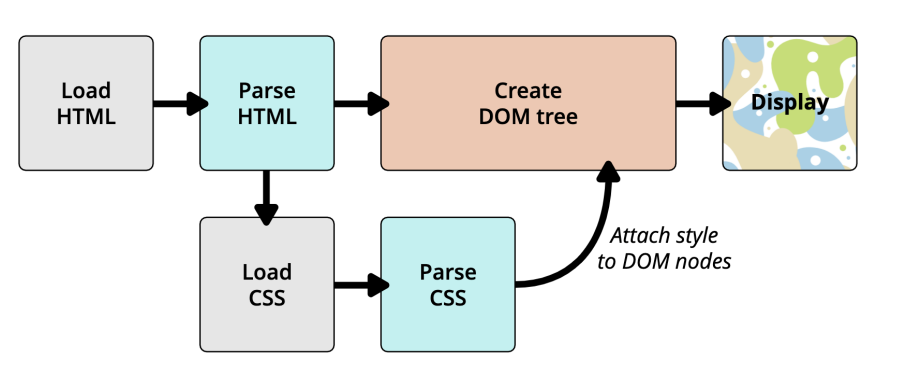 Load
HTML
Parse
HTML
Create
DOM tree
Display
Load
CSS
Parse
CSS
Attach style
to DOM nodes